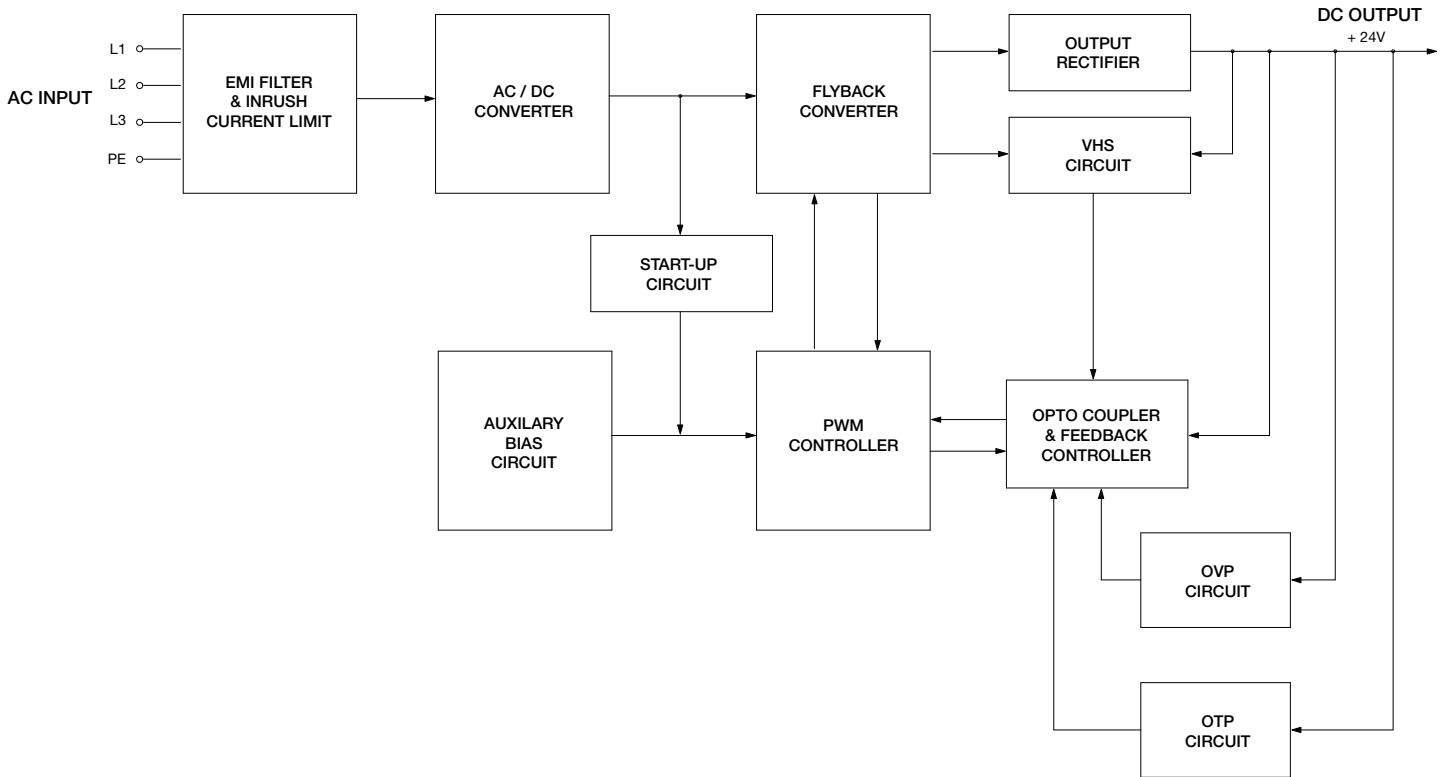 DC OUTPUT
+ 24V
AC INPUT
L1
L2
L3
PE
EMI FILTER
& INRUSH
CURRENT LIMIT
AC / DC
CONVERTER
FLYBACK
CONVERTER
OUTPUT
RECTIFIER
VHS
CIRCUIT
START-UP
CIRCUIT
AUXILARY
BIAS
CIRCUIT
PWM
CONTROLLER
OPTO COUPLER
& FEEDBACK
CONTROLLER
OVP
CIRCUIT
OTP
CIRCUIT